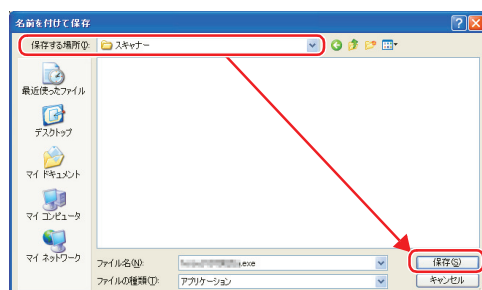 名前を付けて保存
保存する場所(I): スキャナー
最近使ったファイル
デスクトップ
マイ ドキュメント
マイ コンピュータ
マイ ネットワーク
ファイル名(N): .exe 保存(S)
ファイルの種類(T): アプリケーション キャンセル